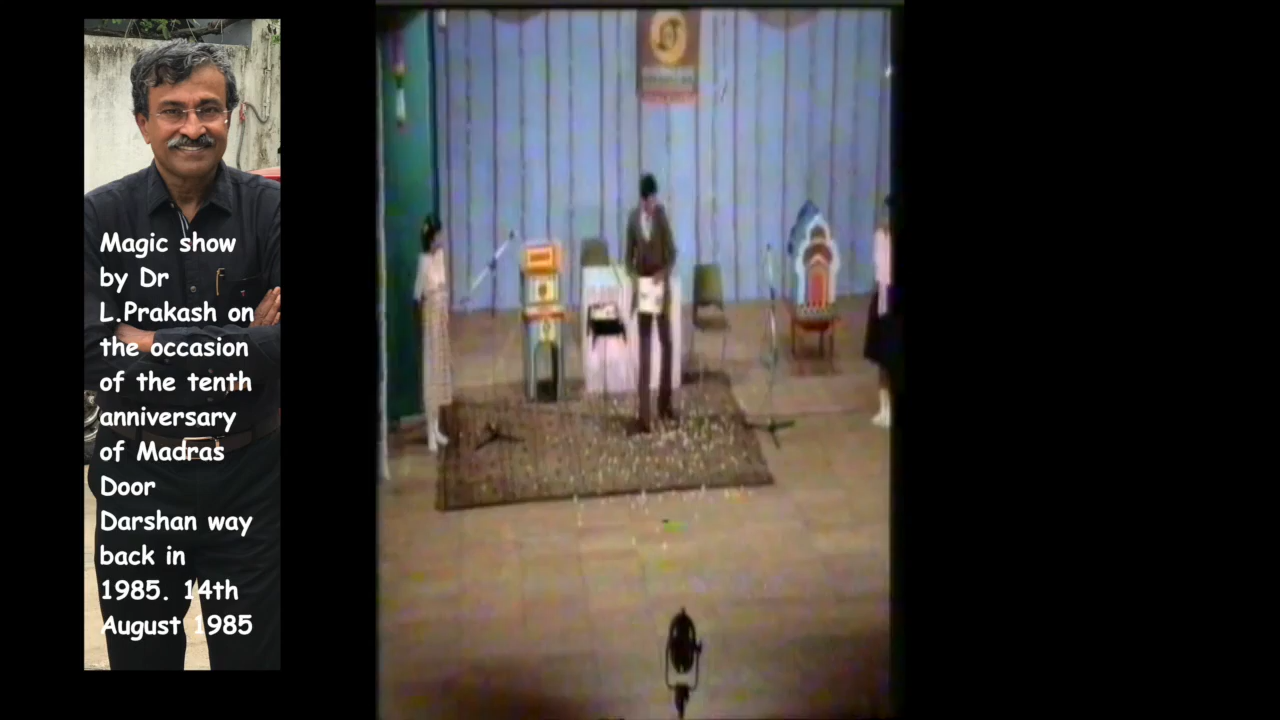 Magic show
by Dr
L.Prakash on
the occasion
of the tenth
anniversary
of Madras
Door
Darshan way
back in
1985. 14th
August 1985